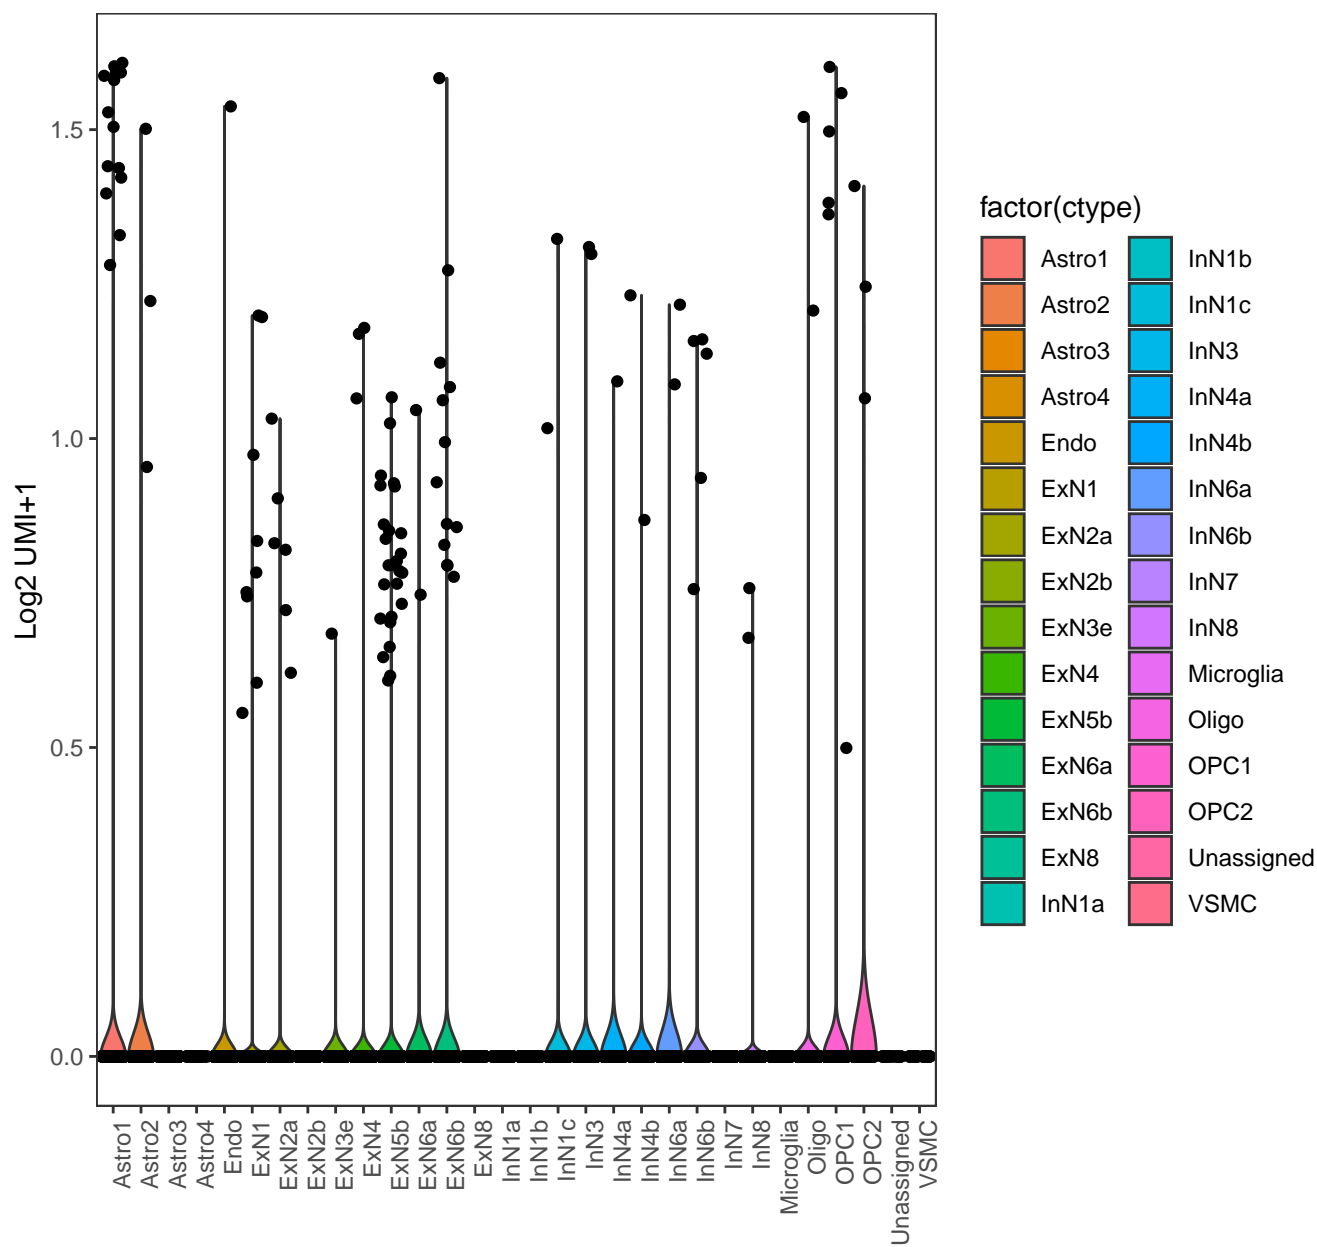 Log2 UMI+1
1.5
1.0
0.5
0.0
Astro1
Astro2
Astro3
Astro4
Endo
ExN1
ExN2a
ExN2b
ExN3e
ExN4
ExN5b
ExN6a
ExN6b
ExN8
InN1a
InN1b
InN1c
InN3
InN4a
InN4b
InN6a
InN6b
InN7
InN8
Microglia
Oligo
OPC1
OPC2
Unassigned
VSMC
factor(ctype)
Astro1
Astro2
Astro3
Astro4
Endo
ExN1
ExN2a
ExN2b
ExN3e
ExN4
ExN5b
ExN6a
ExN6b
ExN8
InN1a
InN1b
InN1c
InN3
InN4a
InN4b
InN6a
InN6b
InN7
InN8
Microglia
Oligo
OPC1
OPC2
Unassigned
VSMC